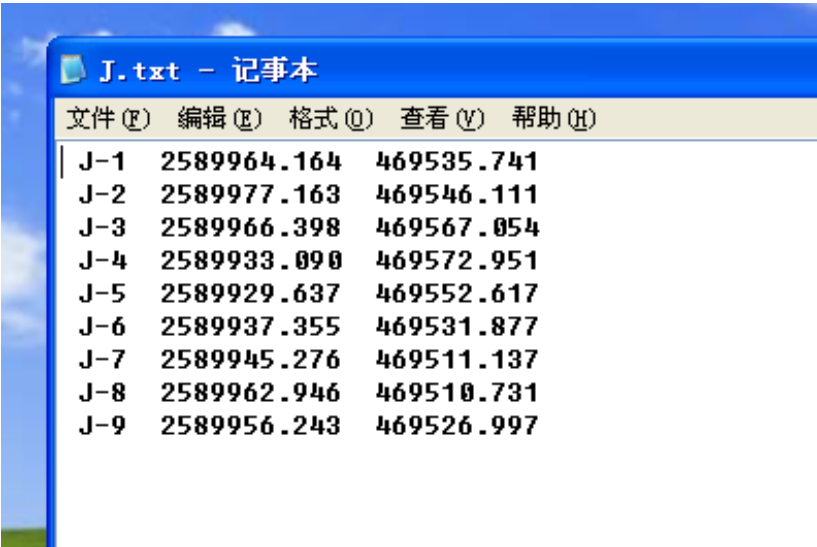 J.txt - 记事本
文件(F) 编辑(E) 格式(O) 查看(V) 帮助(H)
J-1 2589964.164 469535.741
J-2 2589977.163 469546.111
J-3 2589966.398 469567.054
J-4 2589933.090 469572.951
J-5 2589929.637 469552.617
J-6 2589937.355 469531.877
J-7 2589945.276 469511.137
J-8 2589962.946 469510.731
J-9 2589956.243 469526.997